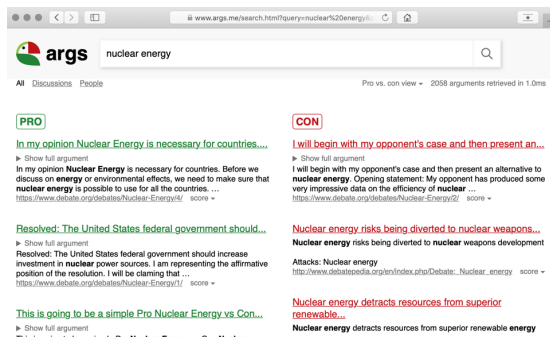 www.args.me/search.html?query=nuclear%20energy&
args
nuclear energy
All Discussions People
Pro vs. con view 2058 arguments retrieved in 1.0ms
PRO
In my opinion Nuclear Energy is necessary for countries....
Show full argument
In my opinion Nuclear Energy is necessary for countries. Before we
discuss on energy or environmental effects, we need to make sure that
nuclear energy is possible to use for all the countries. ...
https://www.debate.org/debates/Nuclear-Energy/4/ score
Resolved: The United States federal government should...
Show full argument
Resolved: The United States federal government should increase
investment in nuclear power sources. I am representing the affirmative
position of the resolution. I will be claming that ...
https://www.debate.org/debates/Nuclear-Energy/1/ score
This is going to be a simple Pro Nuclear Energy vs Con...
Show full argument
CON
I will begin with my opponent's case and then present an...
Show full argument
I will begin with my opponent's case and then present an alternative to
nuclear energy. Opening statement: My opponent has produced some
very impressive data on the efficiency of nuclear ...
https://www.debate.org/debates/Nuclear-Energy/2/ score
Nuclear energy risks being diverted to nuclear weapons...
Nuclear energy risks being diverted to nuclear weapons development
Attacks: Nuclear energy
http://www.debatepedia.org/en/index.php/Debate:_Nuclear_energy score
Nuclear energy detracts resources from superior
renewable...
Nuclear energy detracts resources from superior renewable energy